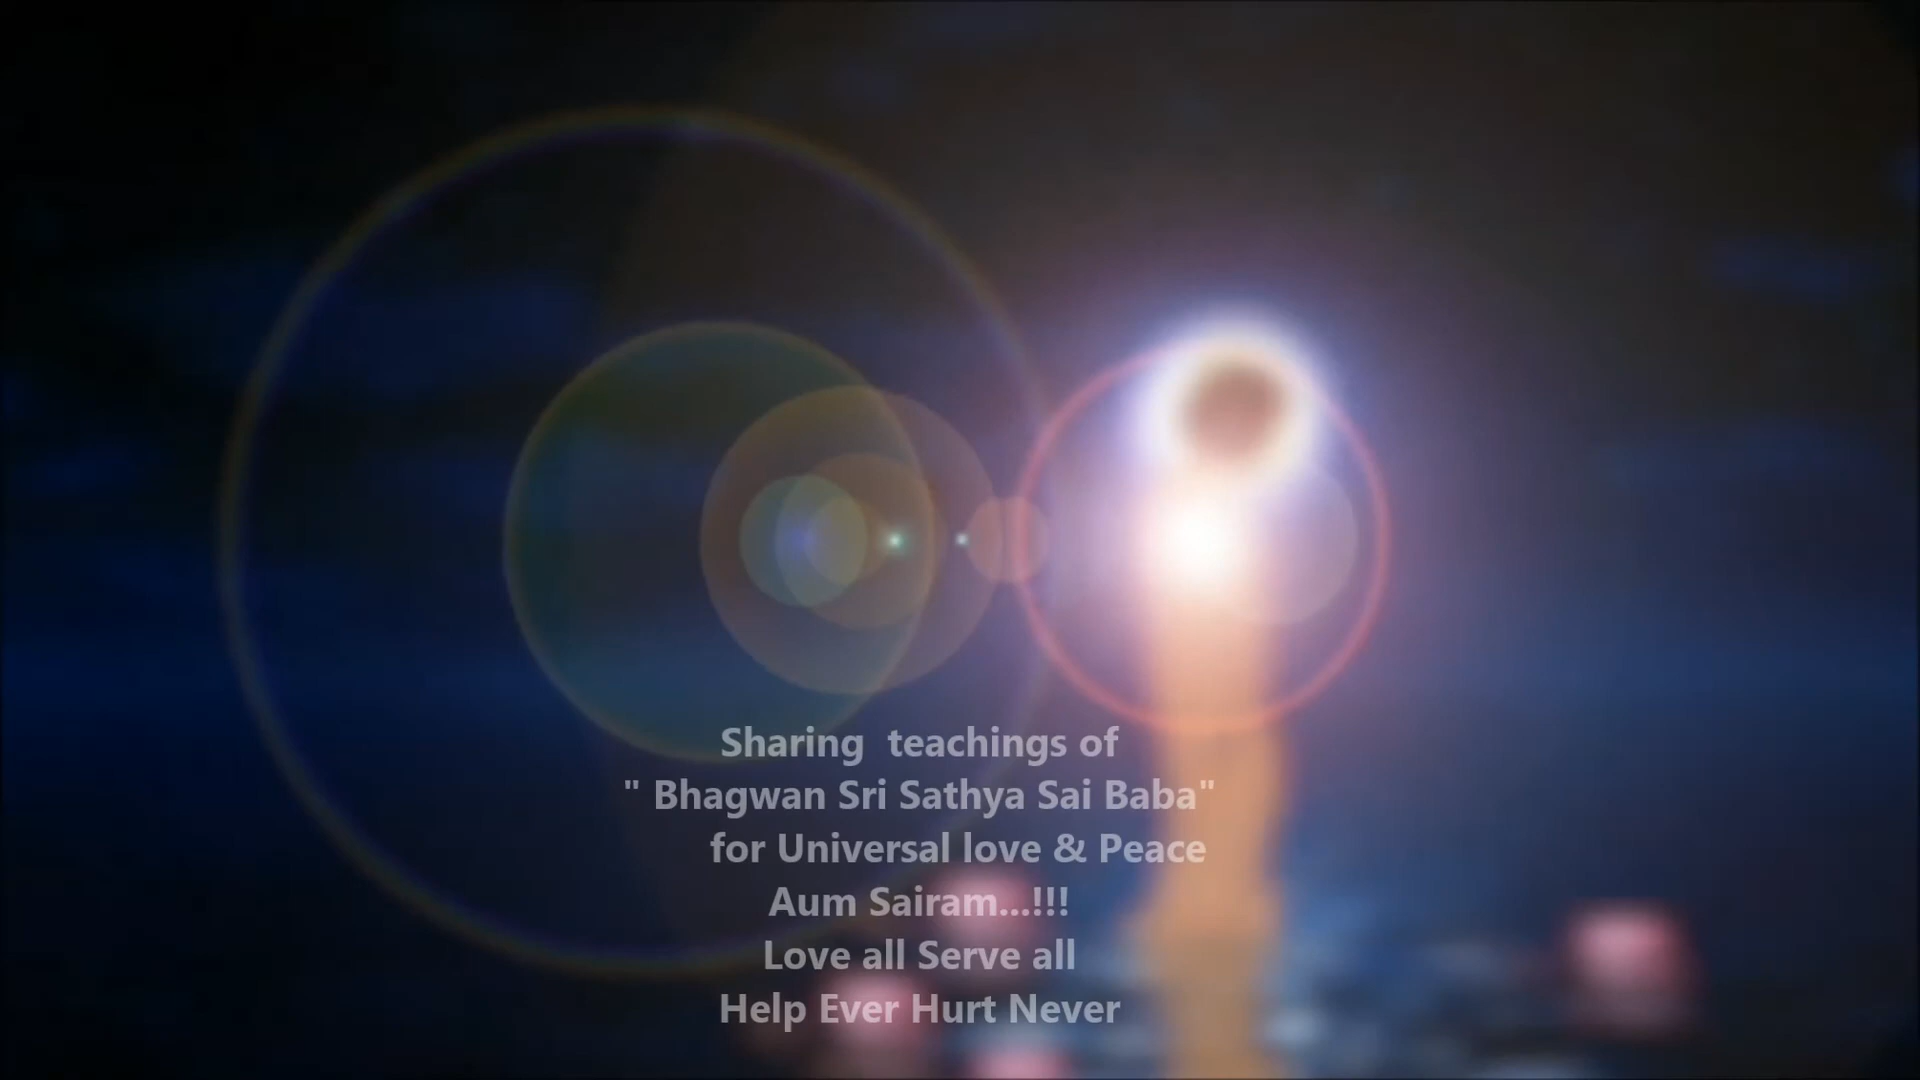 Sharing  teachings of
" Bhagwan Sri Sathya Sai Baba"
for Universal love & Peace
Aum Sairam...!!!
Love all Serve all
Help Ever Hurt Never